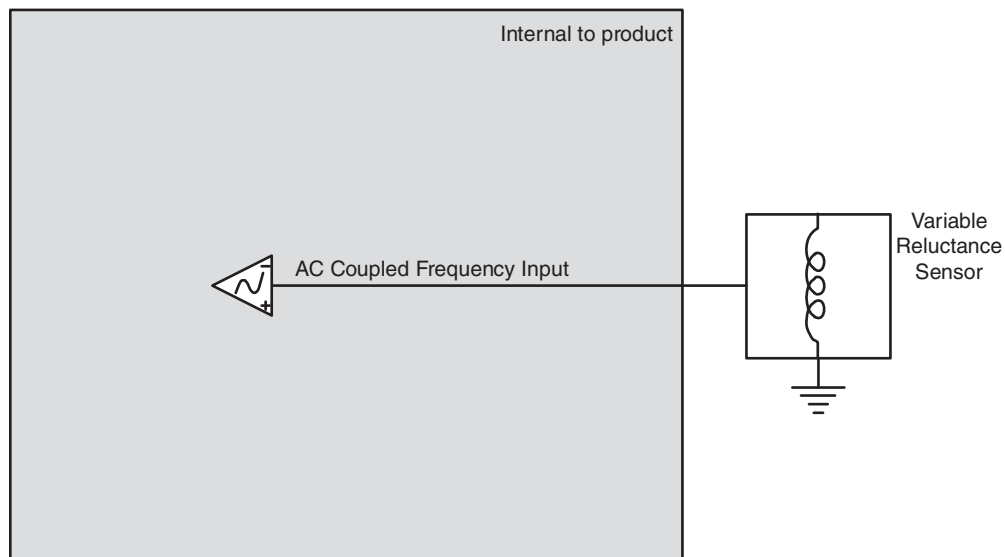 Internal to product
AC Coupled Frequency Input
Variable
Reluctance
Sensor